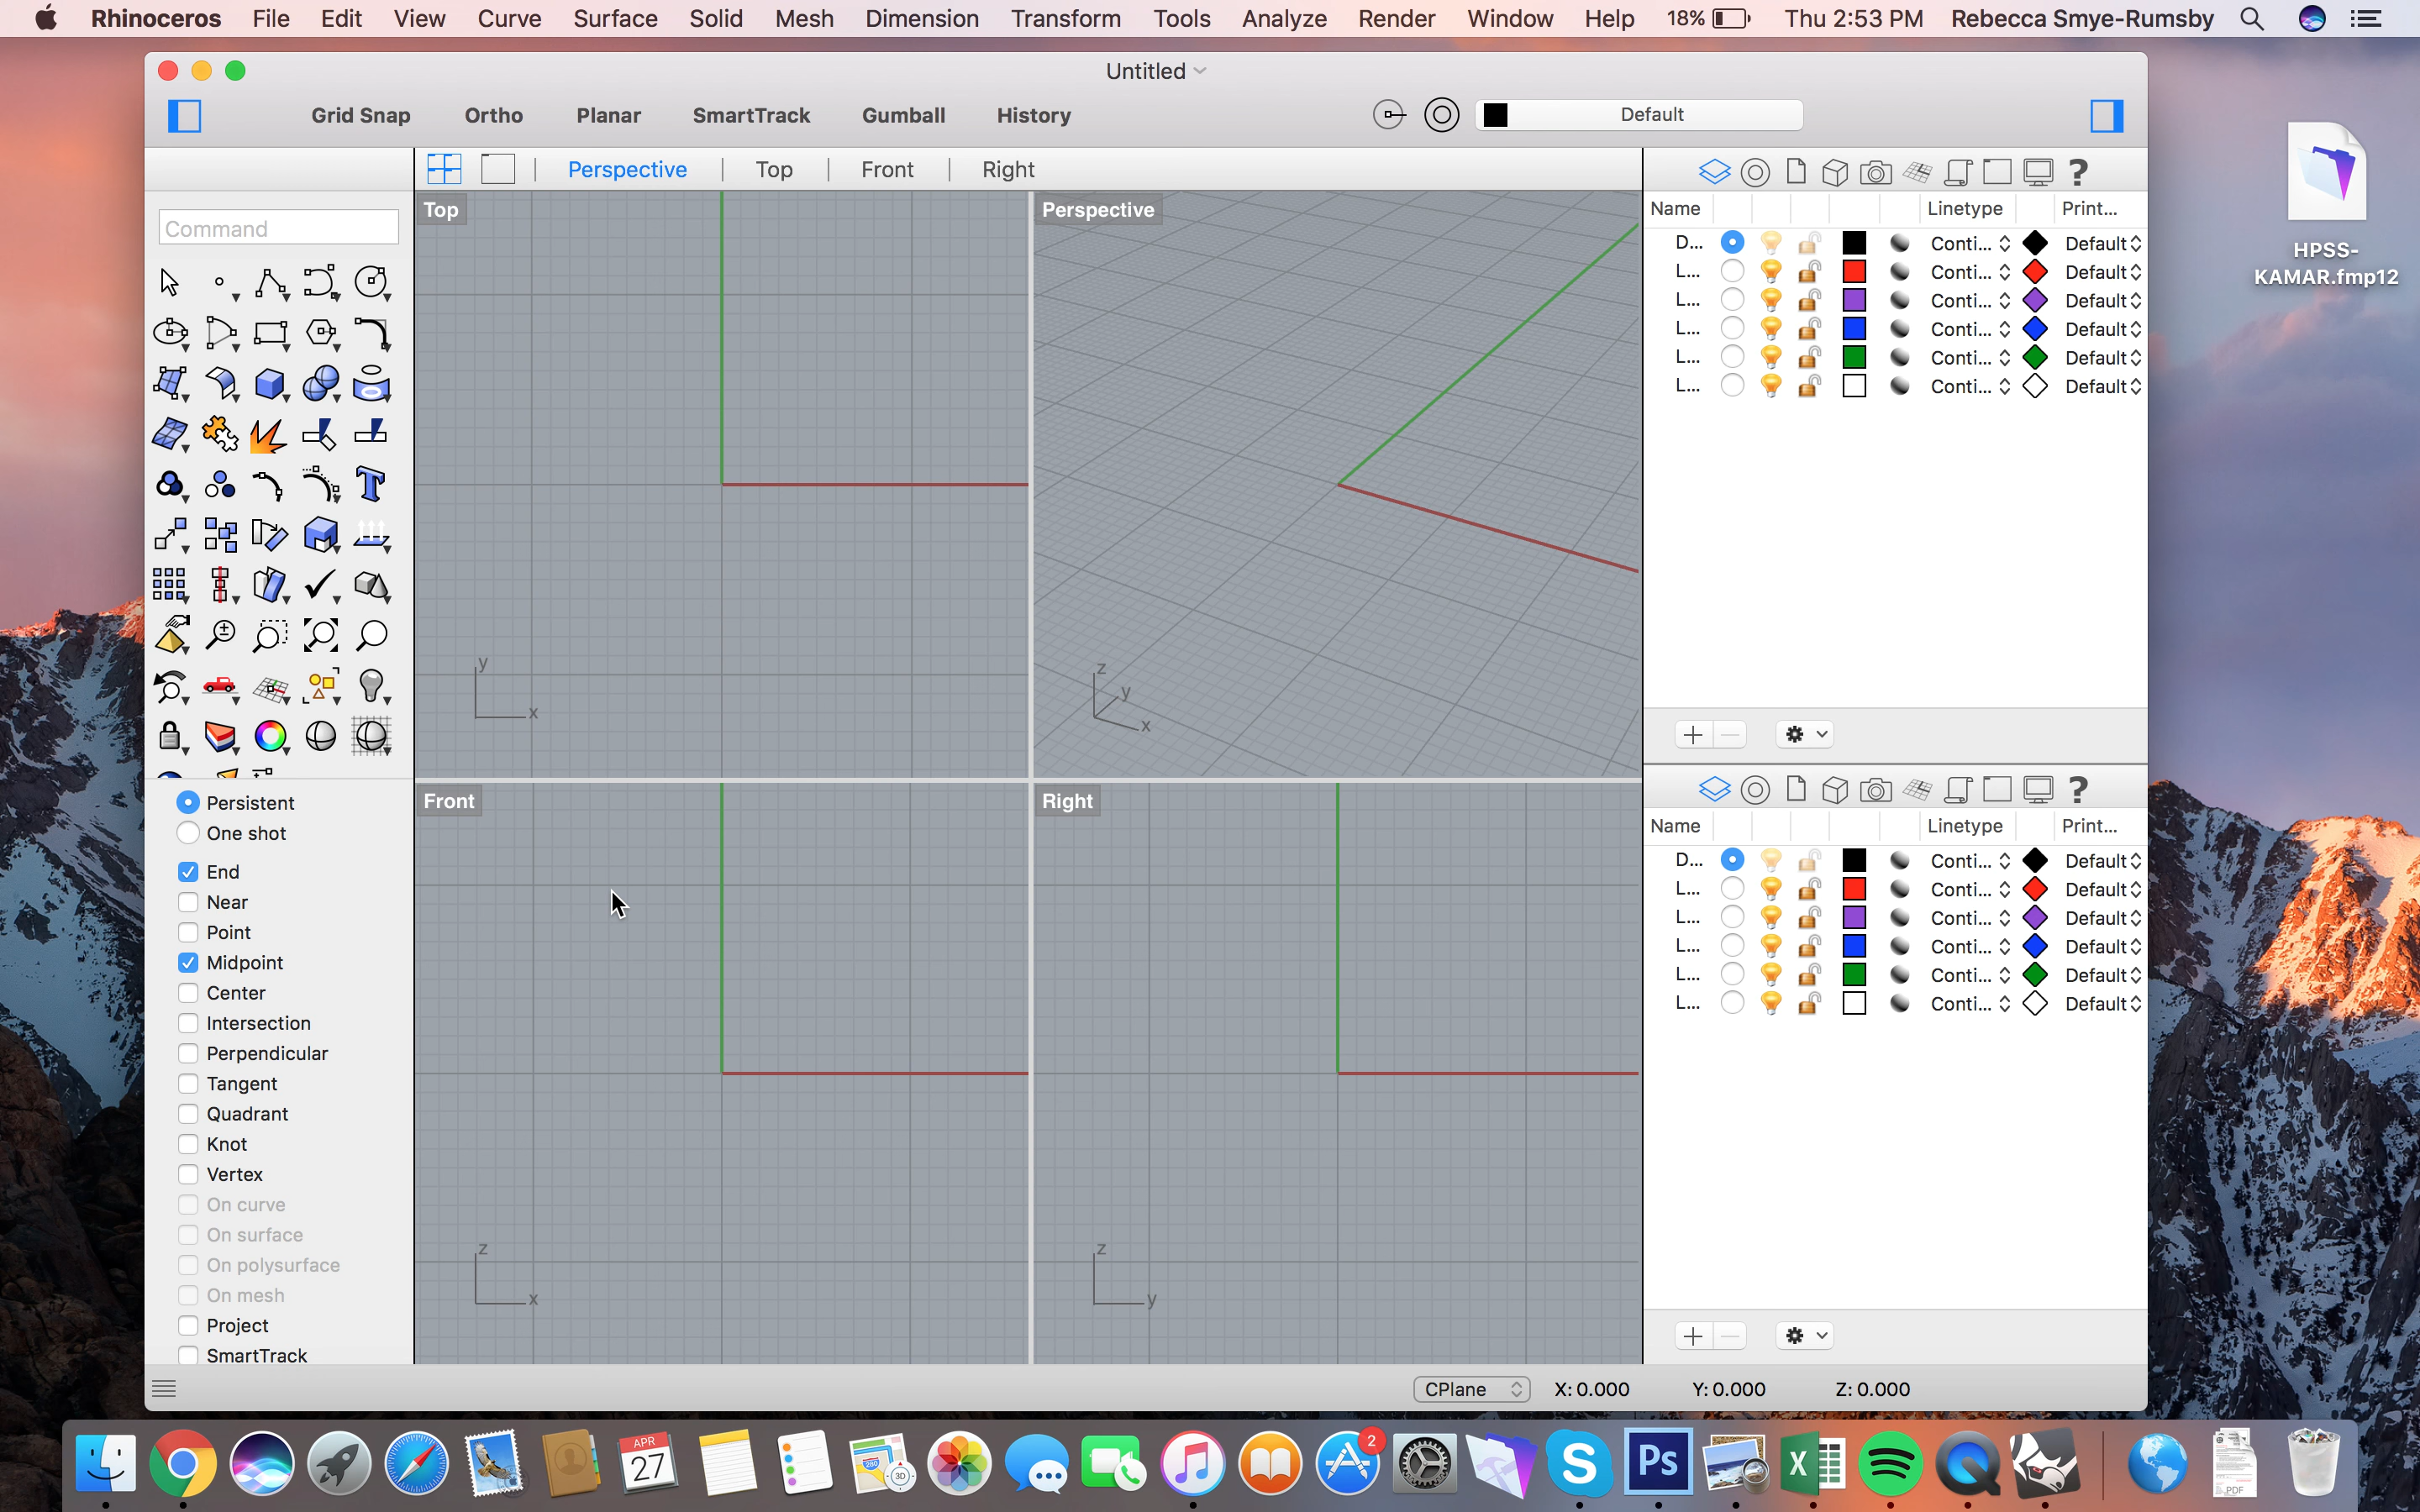 Rhinoceros File Edit View Curve Surface Solid Mesh Dimension Transform Tools Analyze Render Window Help 18% Thu 2:53 PM Rebecca Smye-Rumsby
Untitled
Grid Snap Ortho Planar SmartTrack Gumball History Default
Perspective Top Front Right
Command
Top
Perspective
y
x
z
y
x
Front
Right
z
x
z
y
Persistent
One shot
End
Near
Point
Midpoint
Center
Intersection
Perpendicular
Tangent
Quadrant
Knot
Vertex
On curve
On surface
On polysurface
On mesh
Project
SmartTrack
Name Linetype Print...
D... Conti... Default
L... Conti... Default
L... Conti... Default
L... Conti... Default
L... Conti... Default
L... Conti... Default
Name Linetype Print...
D... Conti... Default
L... Conti... Default
L... Conti... Default
L... Conti... Default
L... Conti... Default
L... Conti... Default
CPlane X: 0.000 Y: 0.000 Z: 0.000
HPSS-
KAMAR.fmp12
APR
27
280
3D
2
S
Ps
X
PDF